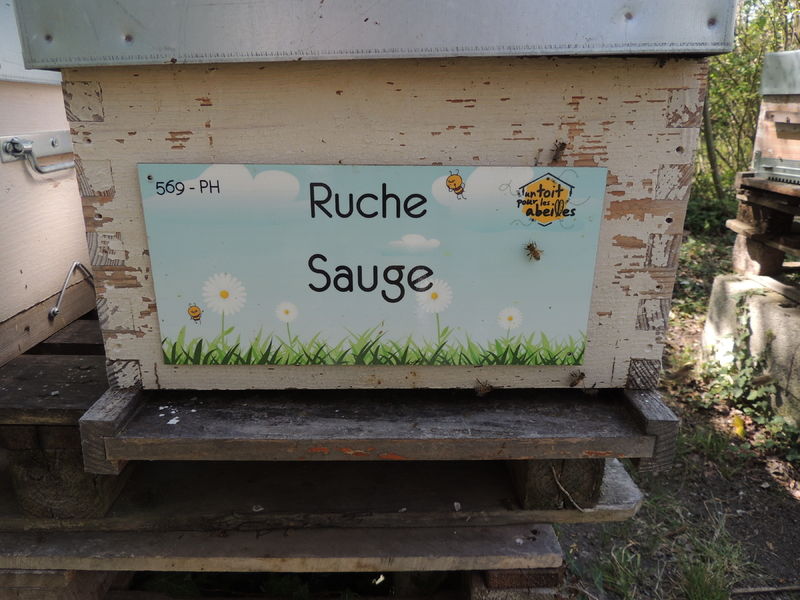 569 - PH
Ruche
Sauge
un toit
pour les
abeilles